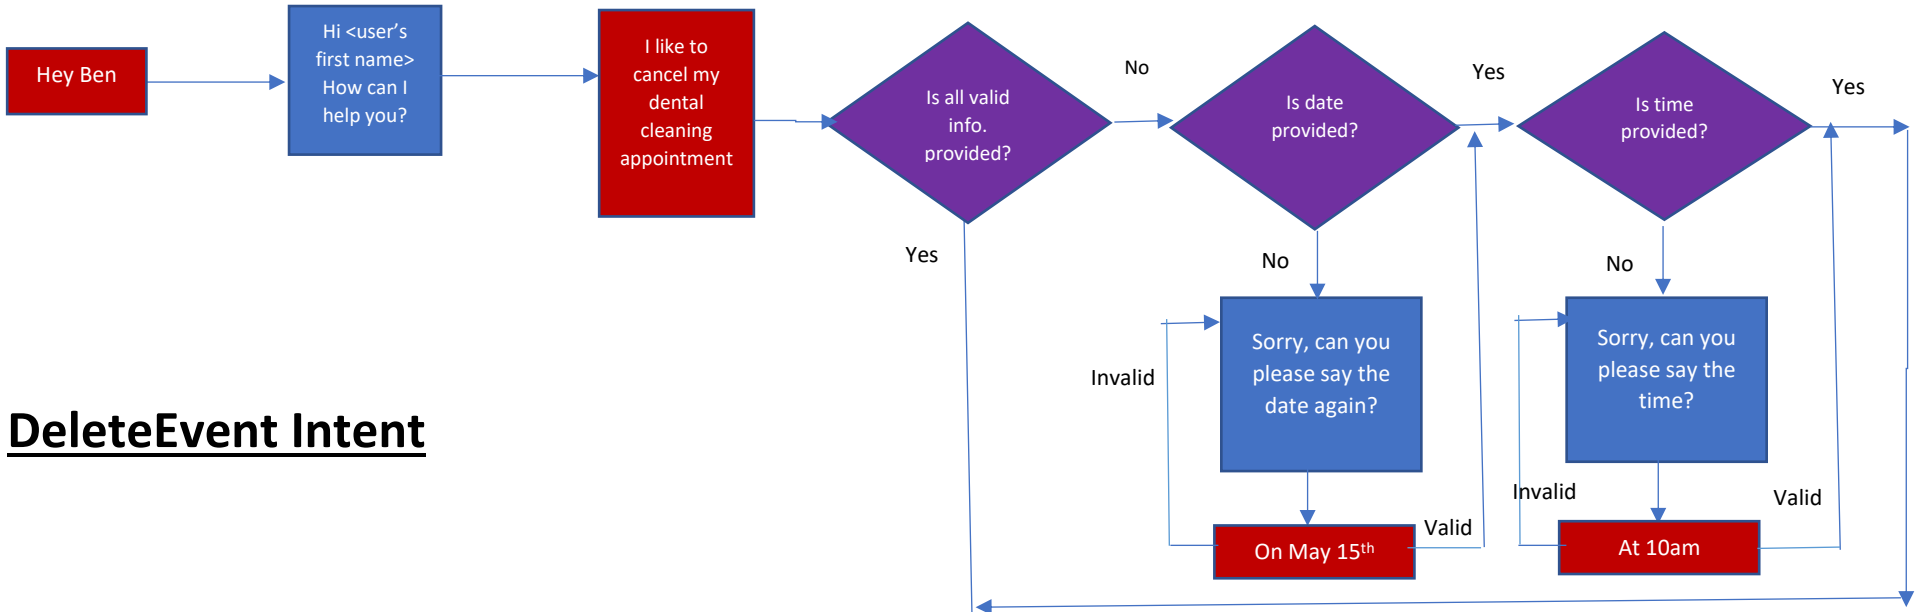 Hey Ben
Hi <user’s
first name>
How can I
help you?
I like to
cancel my
dental
cleaning
appointment
Is all valid
info.
provided?
No
Yes
Is date
provided?
Yes
No
Is time
provided?
Yes
No
Sorry, can you
please say the
date again?
Invalid
On May 15th
Valid
Sorry, can you
please say the
time?
Invalid
At 10am
Valid
DeleteEvent Intent